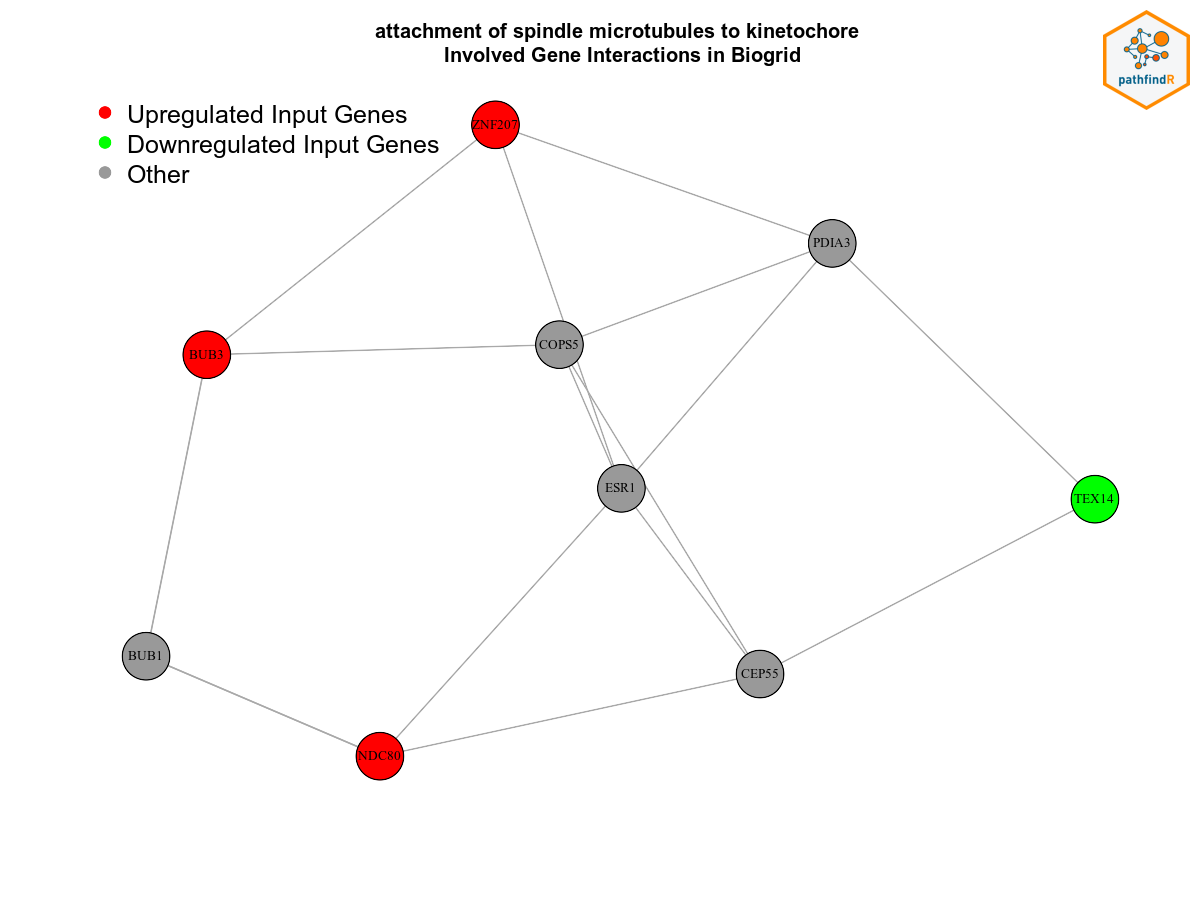 attachment of spindle microtubules to kinetochore
Involved Gene Interactions in Biogrid
pathfindR
Upregulated Input Genes
Downregulated Input Genes
Other
ZNF207
PDIA3
COPS5
BUB3
ESR1
TEX14
BUB1
CEP55
NDC80